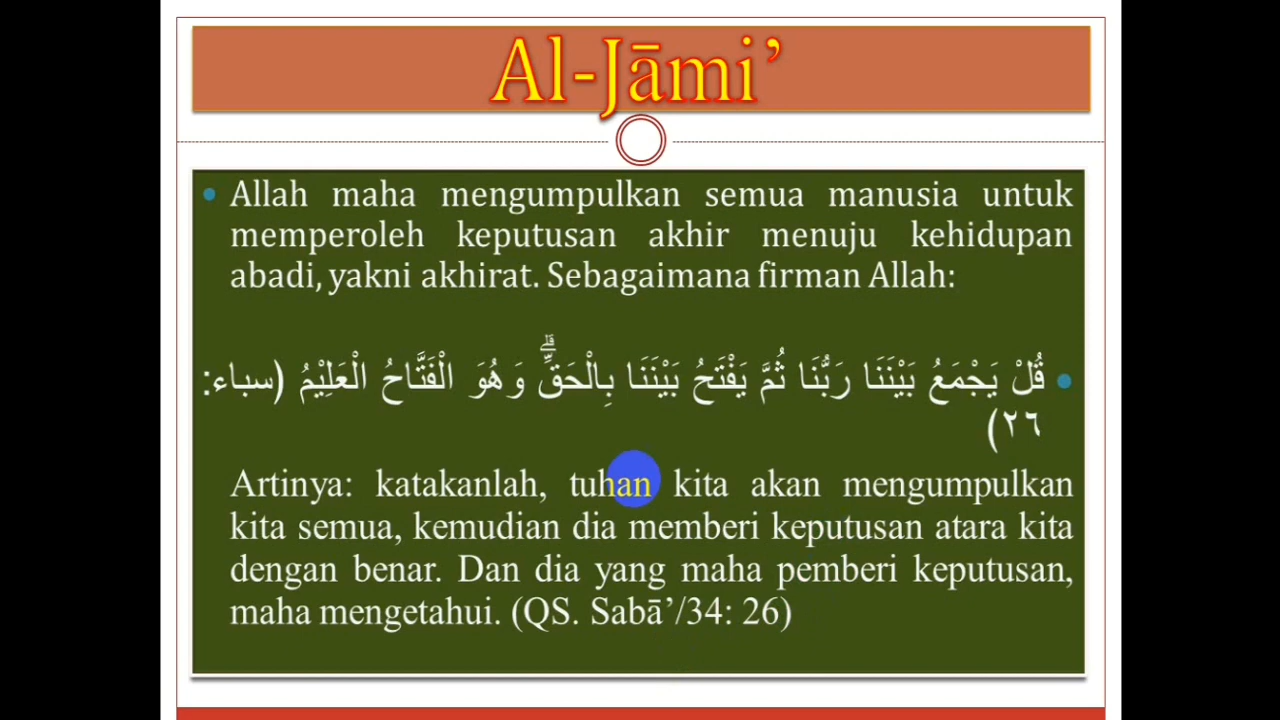 Al-Jāmi’
• Allah maha mengumpulkan semua manusia untuk
memperoleh keputusan akhir menuju kehidupan
abadi, yakni akhirat. Sebagaimana firman Allah:
• قُلْ يَجْمَعُ بَيْنَنَا رَبُّنَا ثُمَّ يَفْتَحُ بَيْنَنَا بِالْحَقِّۗ وَهُوَ الْفَتَّاحُ الْعَلِيْمُ (سباء:
٢٦)
Artinya: katakanlah, tuhan kita akan mengumpulkan
kita semua, kemudian dia memberi keputusan atara kita
dengan benar. Dan dia yang maha pemberi keputusan,
maha mengetahui. (QS. Sabā’/34: 26)